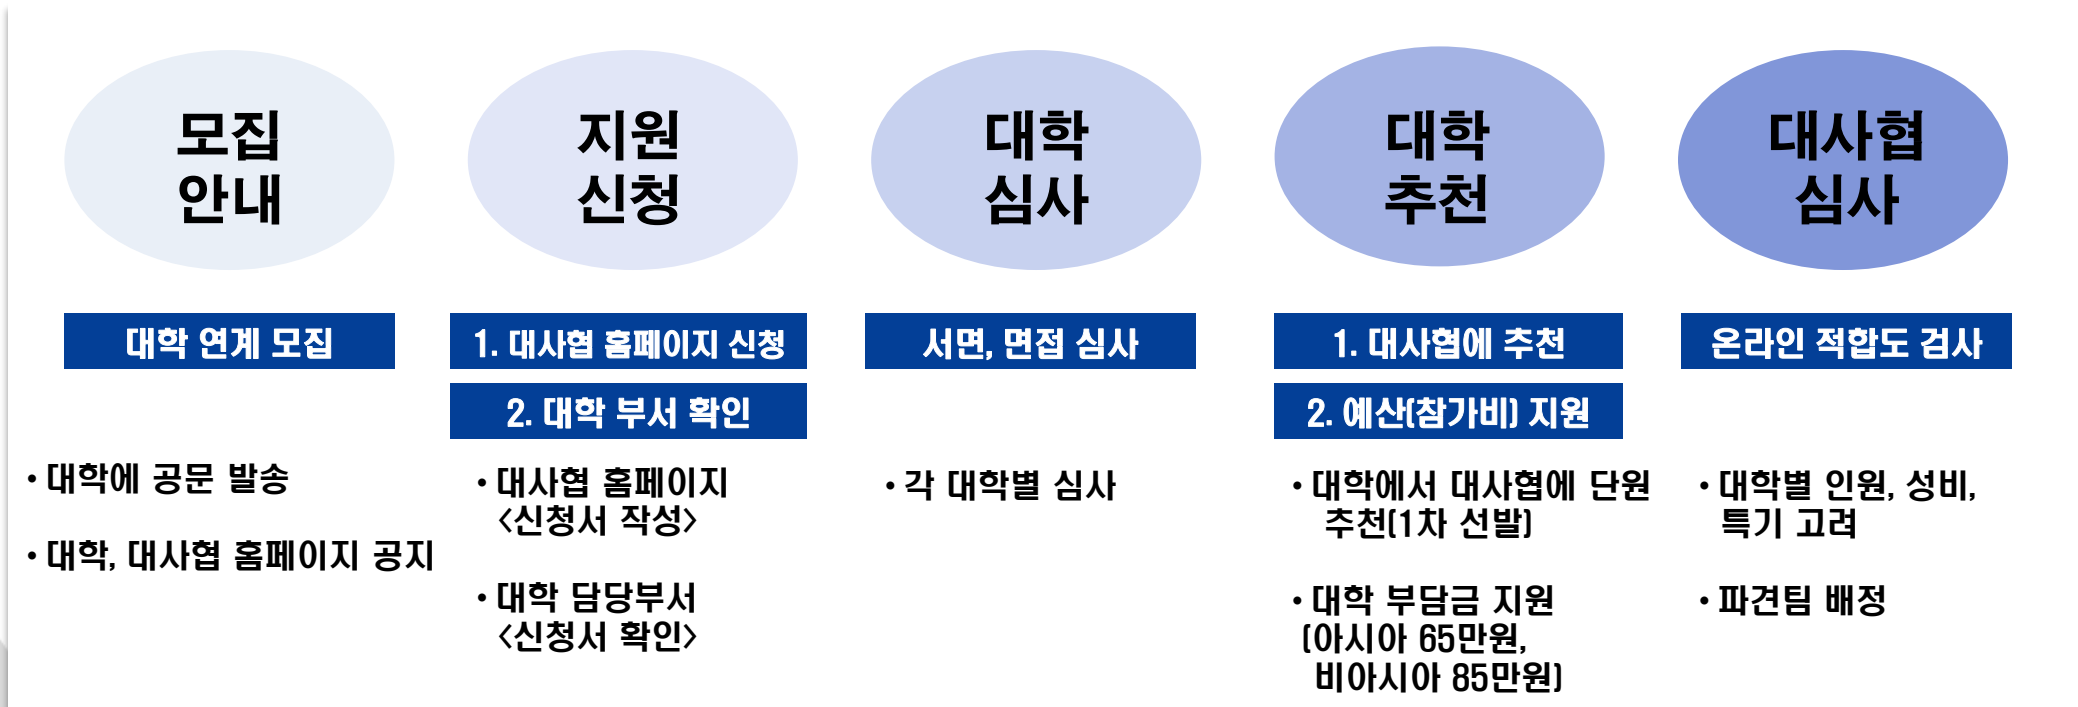 모집
안내
지원
신청
대학
심사
대학
추천
대사협
심사
대학 연계 모집
1. 대사협 홈페이지 신청
2. 대학 부서 확인
서면, 면접 심사
1. 대사협에 추천
2. 예산(참가비) 지원
온라인 적합도 검사
• 대학에 공문 발송
• 대학, 대사협 홈페이지 공지
• 대사협 홈페이지
<신청서 작성>
• 대학 담당부서
<신청서 확인>
• 각 대학별 심사
• 대학에서 대사협에 단원
추천(1차 선발)
• 대학 부담금 지원
(아시아 65만원,
비아시아 85만원)
• 대학별 인원, 성비,
특기 고려
• 파견팀 배정